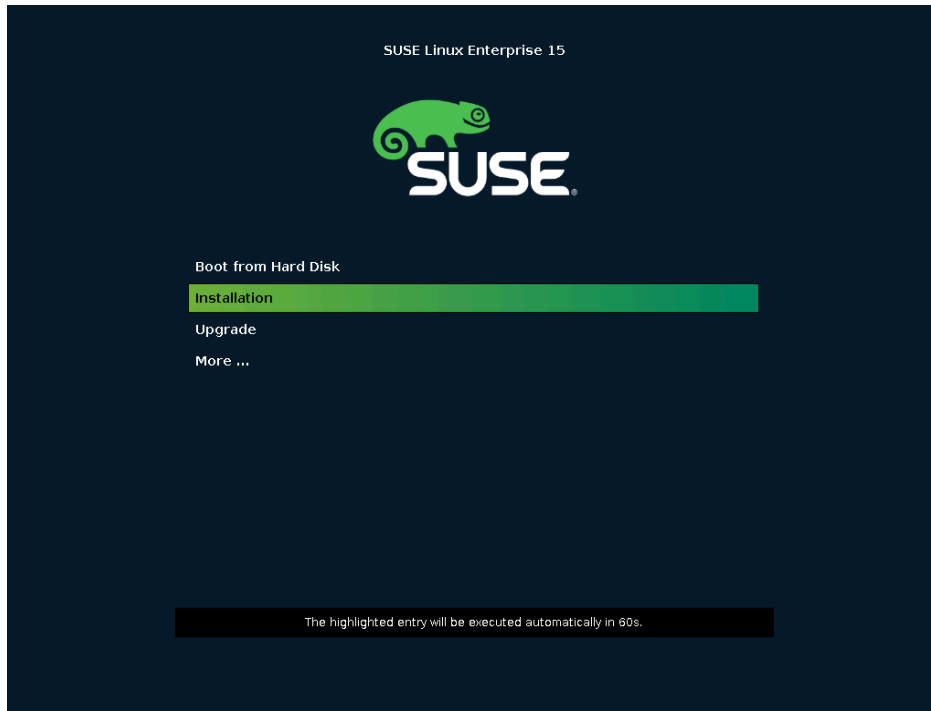 SUSE Linux Enterprise 15
SUSE®
Boot from Hard Disk
Installation
Upgrade
More ...
The highlighted entry will be executed automatically in 60s.